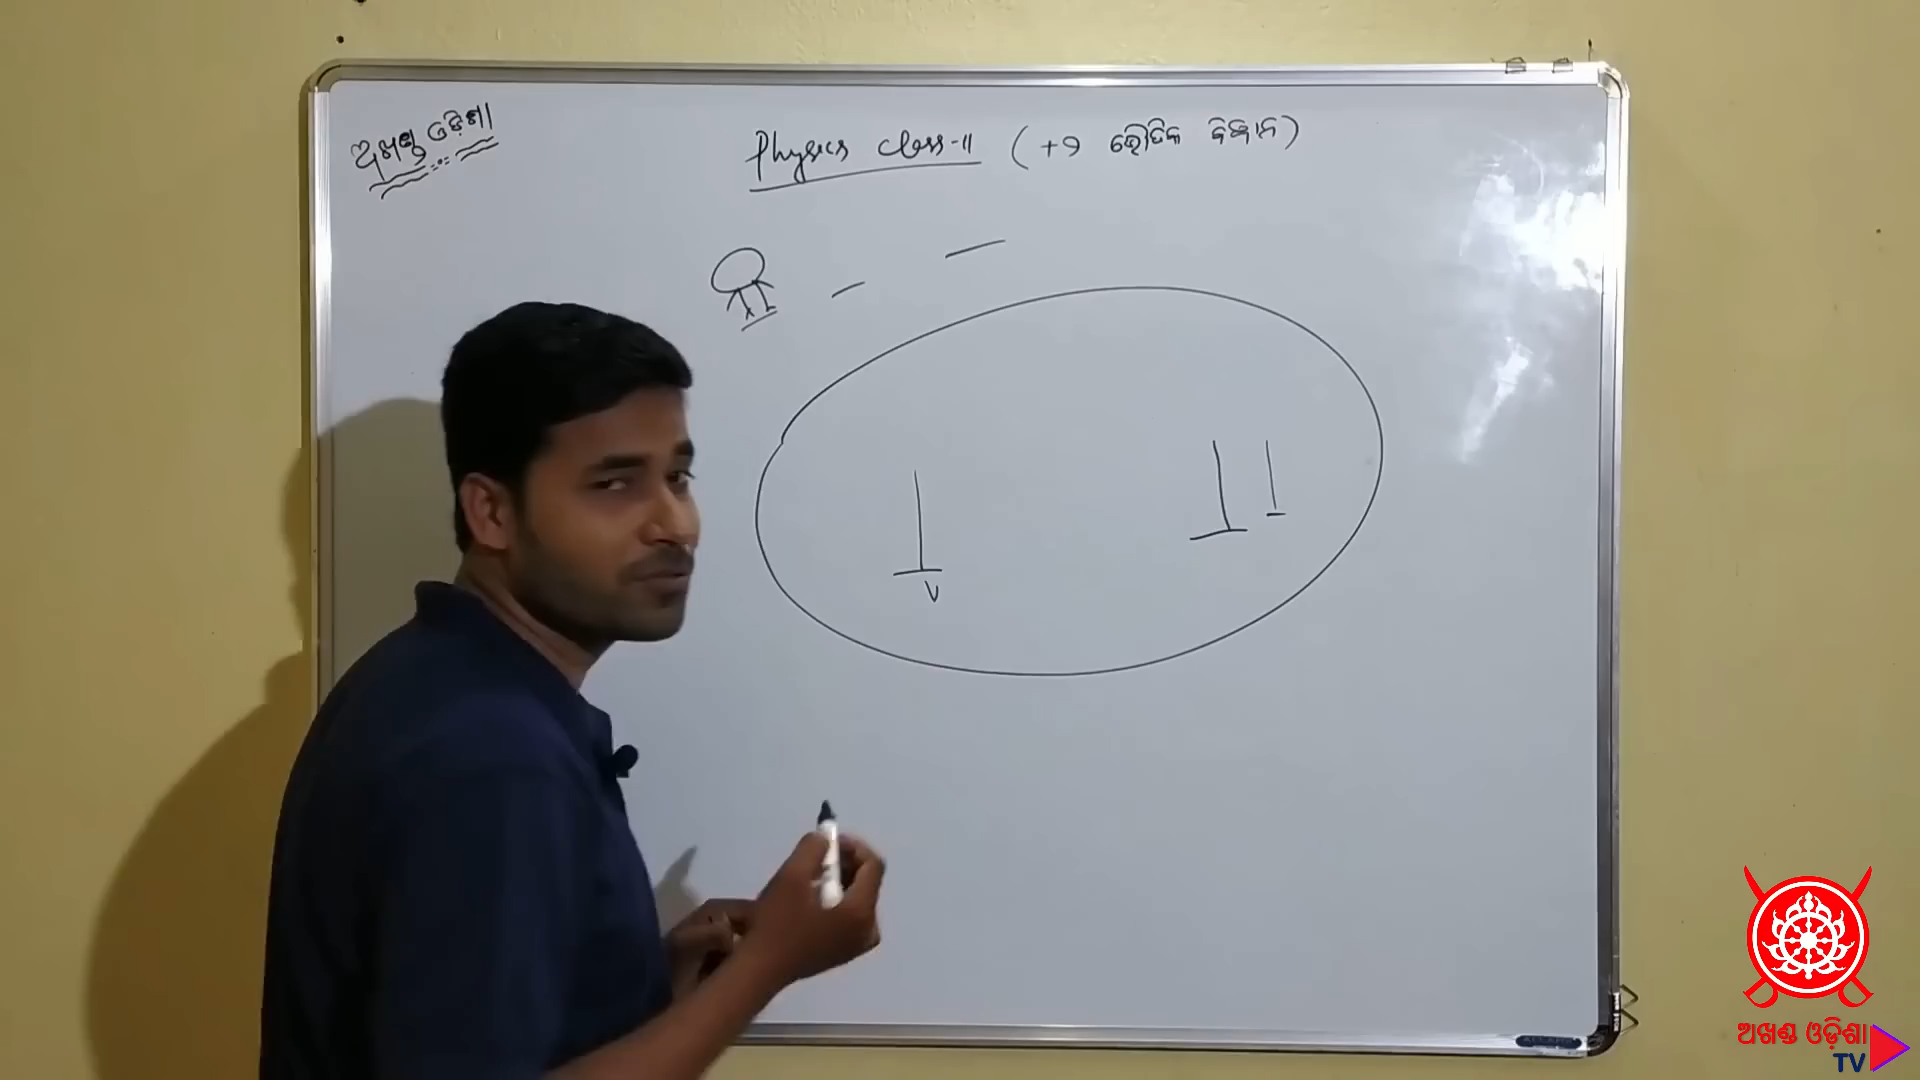 ଅଖଣ୍ଡ ଓଡ଼ିଶା
Physics class-11 (+୨ ଭୌତିକ ବିଜ୍ଞାନ)
V
ଅଖଣ୍ଡ ଓଡ଼ିଶା
TV